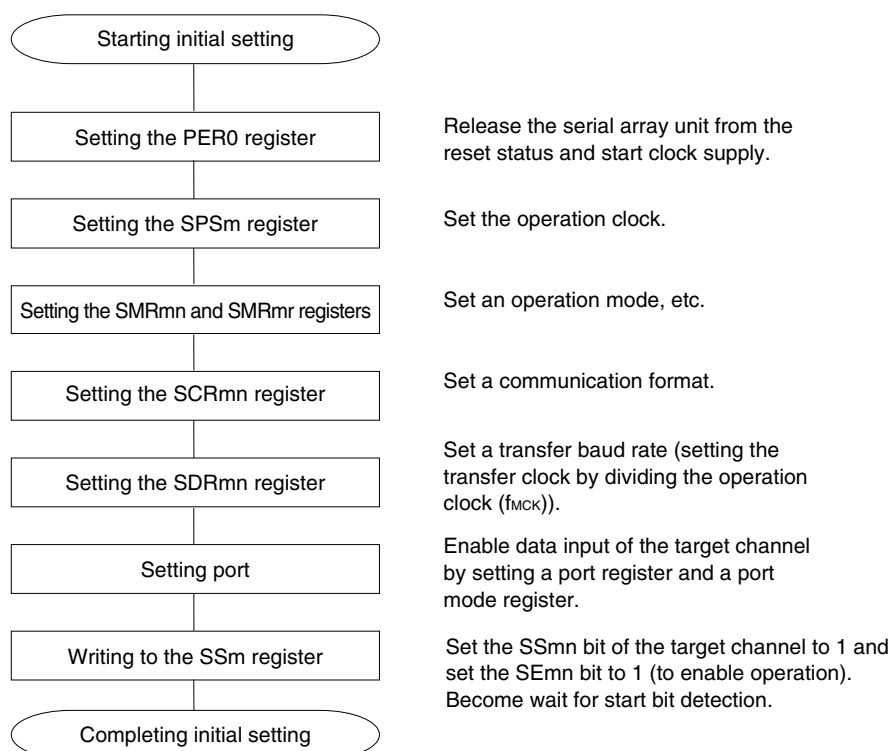 Starting initial setting
Setting the PER0 register
Release the serial array unit from the
reset status and start clock supply.
Setting the SPSm register
Set the operation clock.
Setting the SMRmn and SMRmr registers
Set an operation mode, etc.
Setting the SCRmn register
Set a communication format.
Setting the SDRmn register
Set a transfer baud rate (setting the
transfer clock by dividing the operation
clock (fMCK)).
Setting port
Enable data input of the target channel
by setting a port register and a port
mode register.
Writing to the SSm register
Set the SSmn bit of the target channel to 1 and
set the SEmn bit to 1 (to enable operation).
Become wait for start bit detection.
Completing initial setting